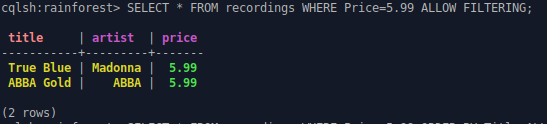 cqlsh:rainforest> SELECT * FROM recordings WHERE Price=5.99 ALLOW FILTERING;
title | artist | price
-----------+---------+-------
True Blue | Madonna | 5.99
ABBA Gold | ABBA | 5.99
(2 rows)